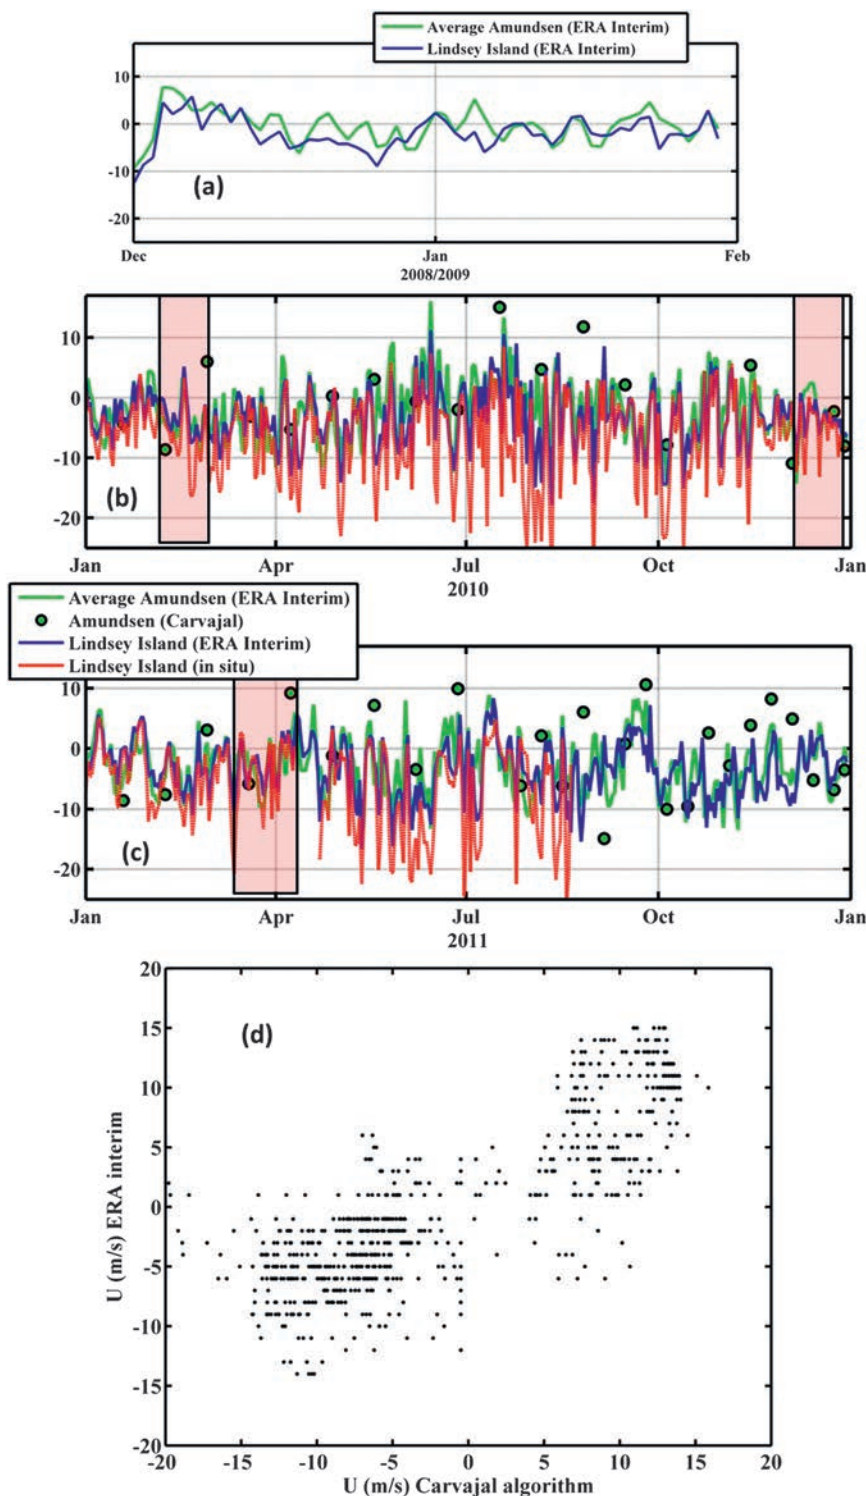 Average Amundsen (ERA Interim)
Lindsey Island (ERA Interim)
10
0
-10
-20
(a)
Dec Jan Feb
2008/2009
10
0
-10
-20
(b)
Jan Apr Jul Oct Jan
2010
Average Amundsen (ERA Interim)
Amundsen (Carvajal)
Lindsey Island (ERA Interim)
Lindsey Island (in situ)
10
0
-10
-20
(c)
Jan Apr Jul Oct Jan
2011
20
15
10
5
0
-5
-10
-15
-20
U (m/s) ERA interim
(d)
-20 -15 -10 -5 0 5 10 15 20
U (m/s) Carvajal algorithm